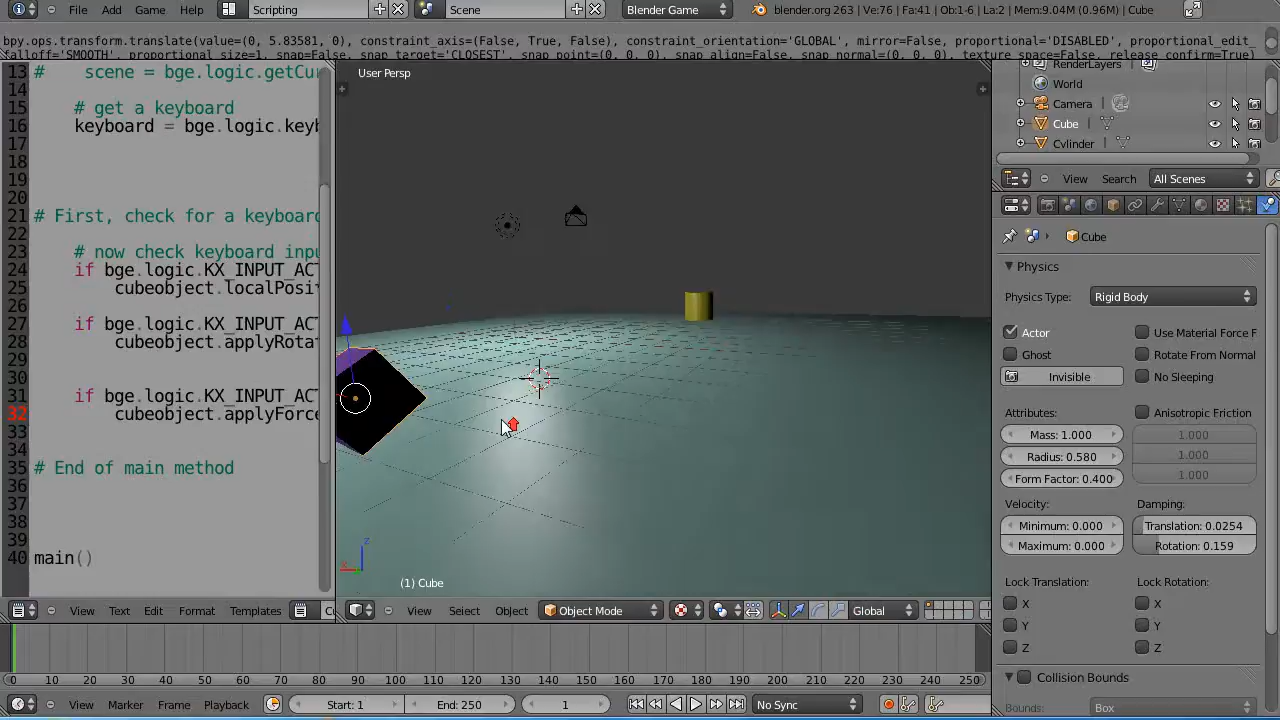 File Add Game Help Scripting Scene Blender Game blender.org 263 | Ve:76 | Fa:41 | Ob:1-6 | La:2 | Mem:9.04M (0.96M) | Cube
bpy.ops.transform.translate(value=(0, 5.83581, 0), constraint_axis=(False, True, False), constraint_orientation='GLOBAL', mirror=False, proportional='DISABLED', proportional_edit_
falloff='SMOOTH', proportional_size=1, snap=False, snap_target='CLOSEST', snap_point=(0, 0, 0), snap_align=False, snap_normal=(0, 0, 0), texture_space=False, release_confirm=True)
13 # scene = bge.logic.getCur
14
15 # get a keyboard
16 keyboard = bge.logic.keyb
17
18
19
20
21 # First, check for a keyboard
22
23 # now check keyboard inpu
24 if bge.logic.KX_INPUT_ACT
25 cubeobject.localPosit
26
27 if bge.logic.KX_INPUT_ACT
28 cubeobject.applyRotat
29
30
31 if bge.logic.KX_INPUT_ACT
32 cubeobject.applyForce
33
34
35 # End of main method
36
37
38
39
40 main()
User Persp
z
x
(1) Cube
RenderLayers
World
Camera
Cube
Cylinder
View Search All Scenes
Cube
Physics
Physics Type: Rigid Body
Actor Use Material Force F
Ghost Rotate From Normal
Invisible No Sleeping
Attributes: Anisotropic Friction
Mass: 1.000 1.000
Radius: 0.580 1.000
Form Factor: 0.400 1.000
Velocity: Damping:
Minimum: 0.000 Translation: 0.0254
Maximum: 0.000 Rotation: 0.159
Lock Translation: Lock Rotation:
X X
Y Y
Z Z
Collision Bounds
Bounds: Box
View Text Edit Format Templates
View Select Object Object Mode Global
0 10 20 30 40 50 60 70 80 90 100 110 120 130 140 150 160 170 180 190 200 210 220 230 240 250
View Marker Frame Playback Start: 1 End: 250 1 No Sync